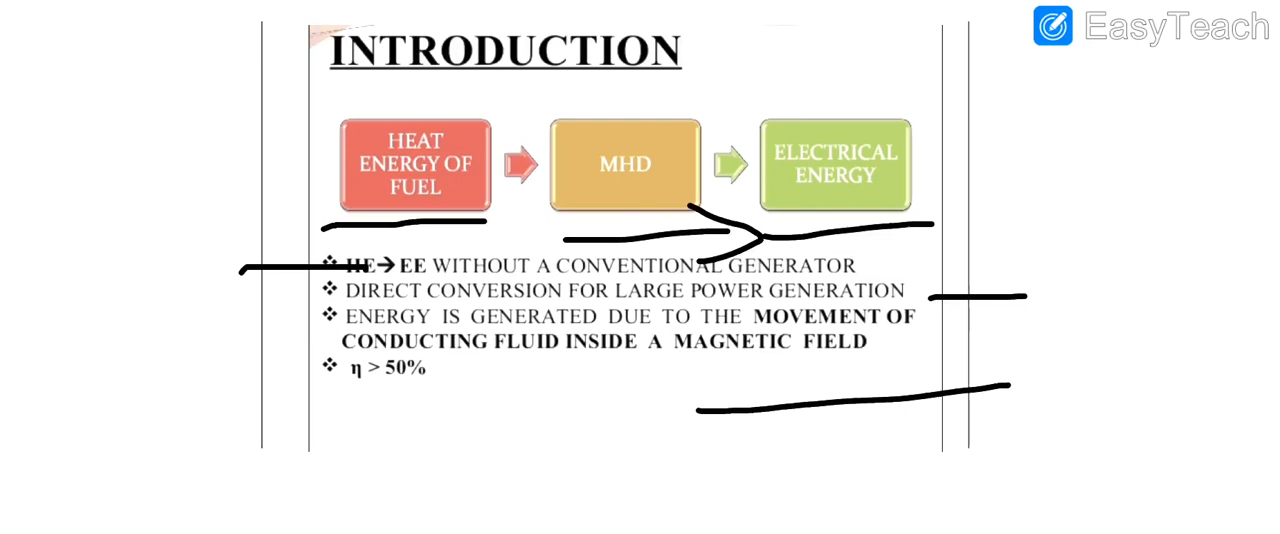 EasyTeach
INTRODUCTION
HEAT
ENERGY OF
FUEL
MHD
ELECTRICAL
ENERGY
❖ HE→ EE WITHOUT A CONVENTIONAL GENERATOR
❖ DIRECT CONVERSION FOR LARGE POWER GENERATION
❖ ENERGY IS GENERATED DUE TO THE MOVEMENT OF
CONDUCTING FLUID INSIDE A MAGNETIC FIELD
❖ η > 50%